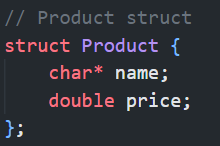 // Product struct
struct Product {
    char* name;
    double price;
};